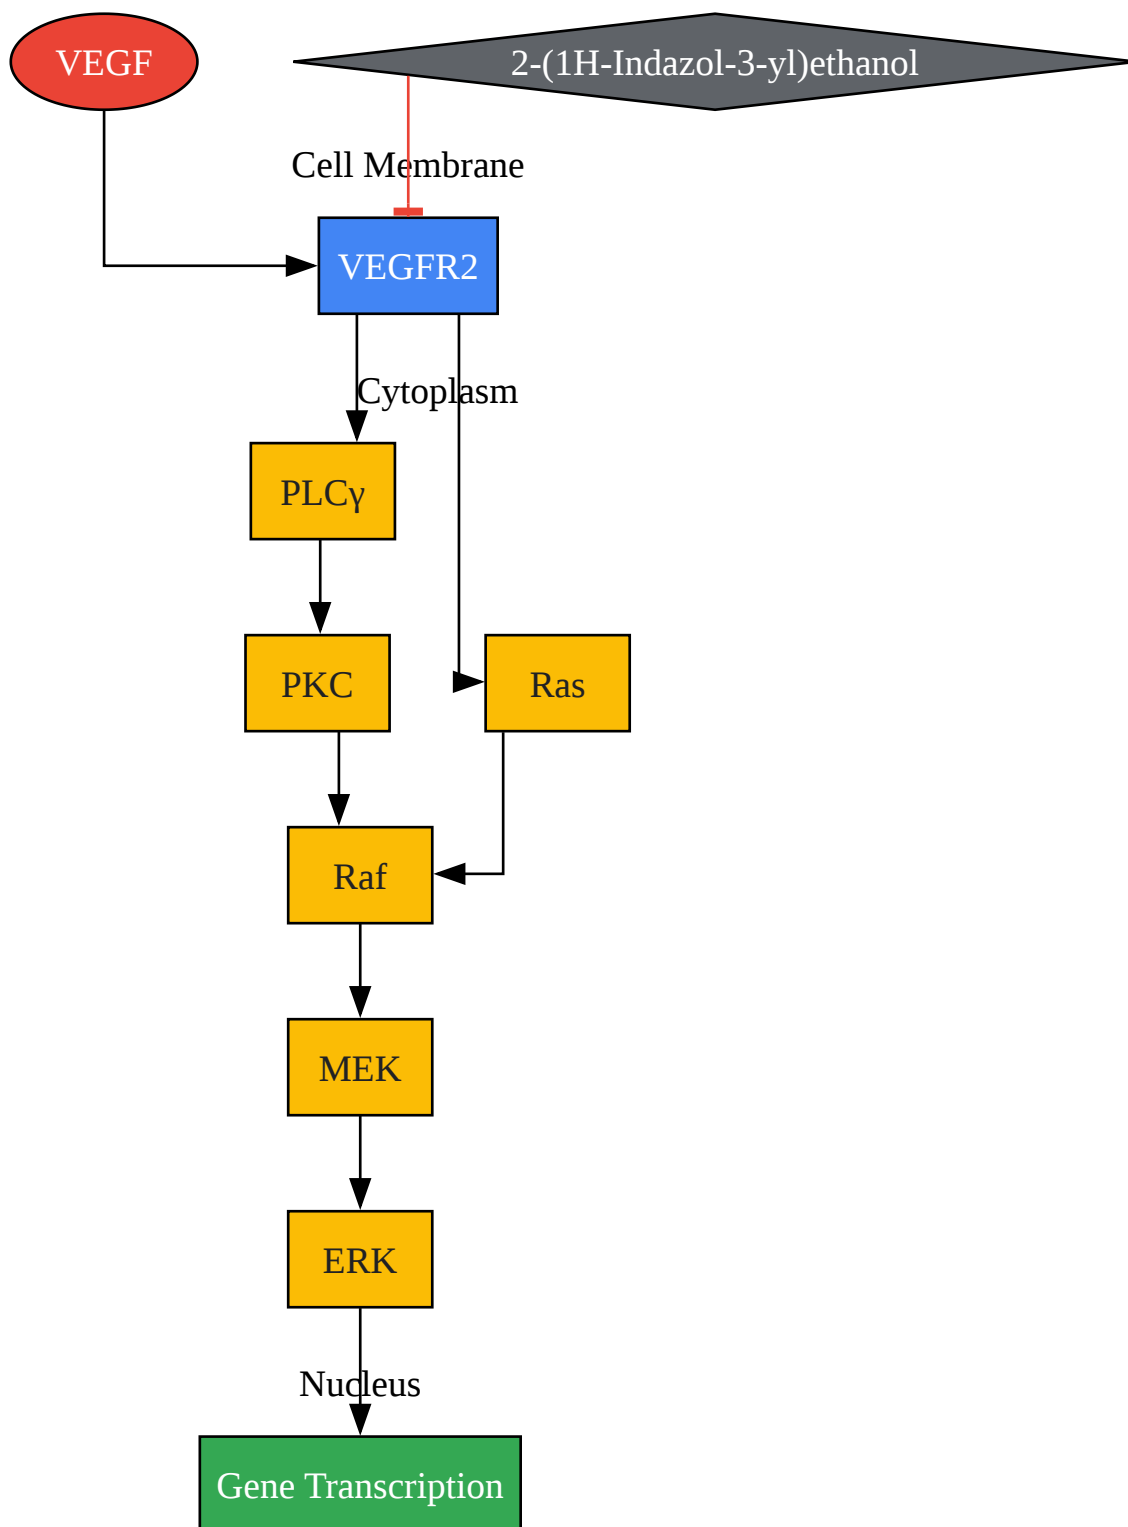 VEGF
2-(1H-Indazol-3-yl)ethanol
Cell Membrane
VEGFR2
Cytoplasm
PLCγ
PKC
Ras
Raf
MEK
ERK
Nucleus
Gene Transcription